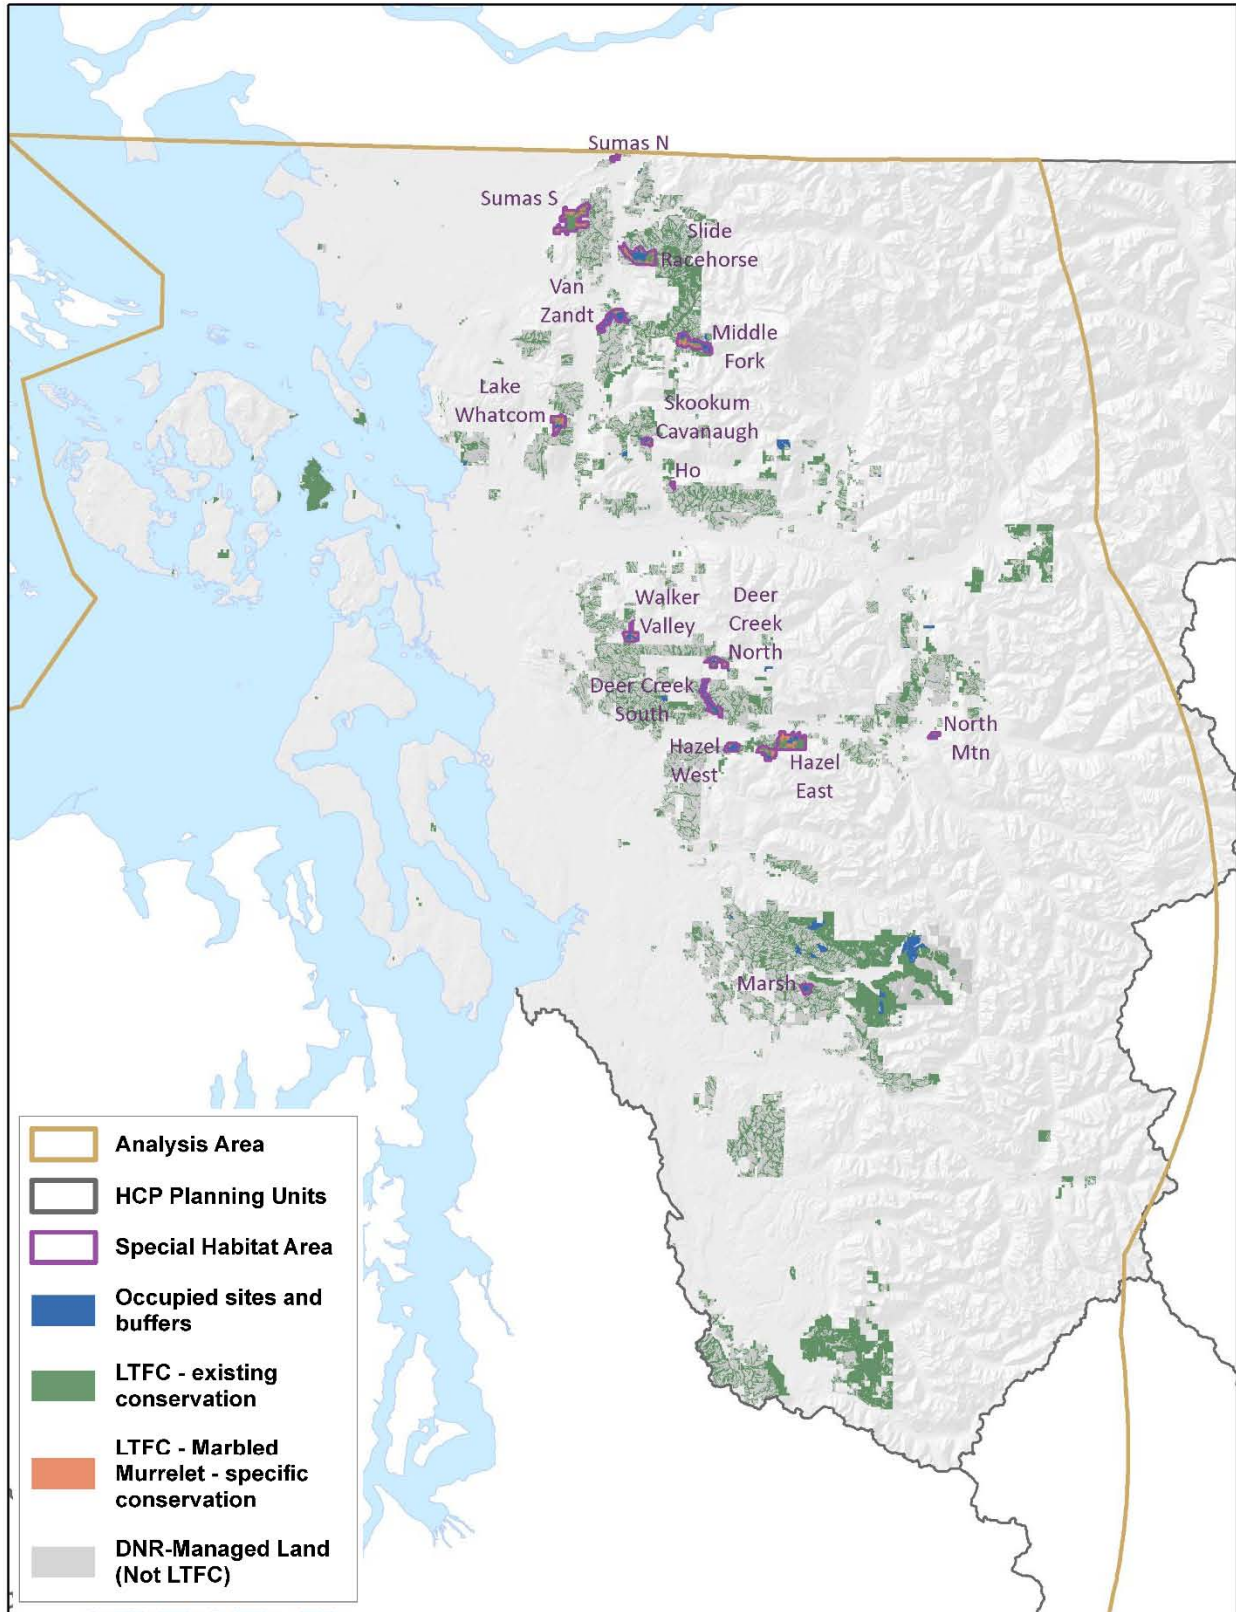 Sumas N
Sumas S
Slide
Racehorse
Van
Zandt
Middle
Fork
Lake
Whatcom
Skookum
Cavanaugh
Ho
Walker
Valley
Deer
Creek
North
Deer Creek
South
North
Mtn
Hazel
West
Hazel
East
Marsh
Analysis Area
HCP Planning Units
Special Habitat Area
Occupied sites and
buffers
LTFC - existing
conservation
LTFC - Marbled
Murrelet - specific
conservation
DNR-Managed Land
(Not LTFC)